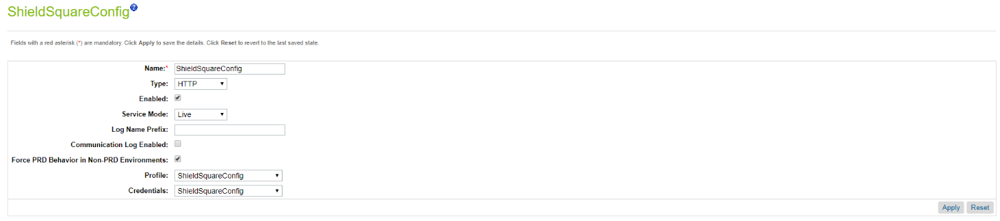 ShieldSquareConfig?
Fields with a red asterisk (*) are mandatory. Click Apply to save the details. Click Reset to revert to the last saved state.
Name:* ShieldSquareConfig
Type: HTTP
Enabled:
Service Mode: Live
Log Name Prefix:
Communication Log Enabled:
Force PRD Behavior in Non-PRD Environments:
Profile: ShieldSquareConfig
Credentials: ShieldSquareConfig
Apply Reset